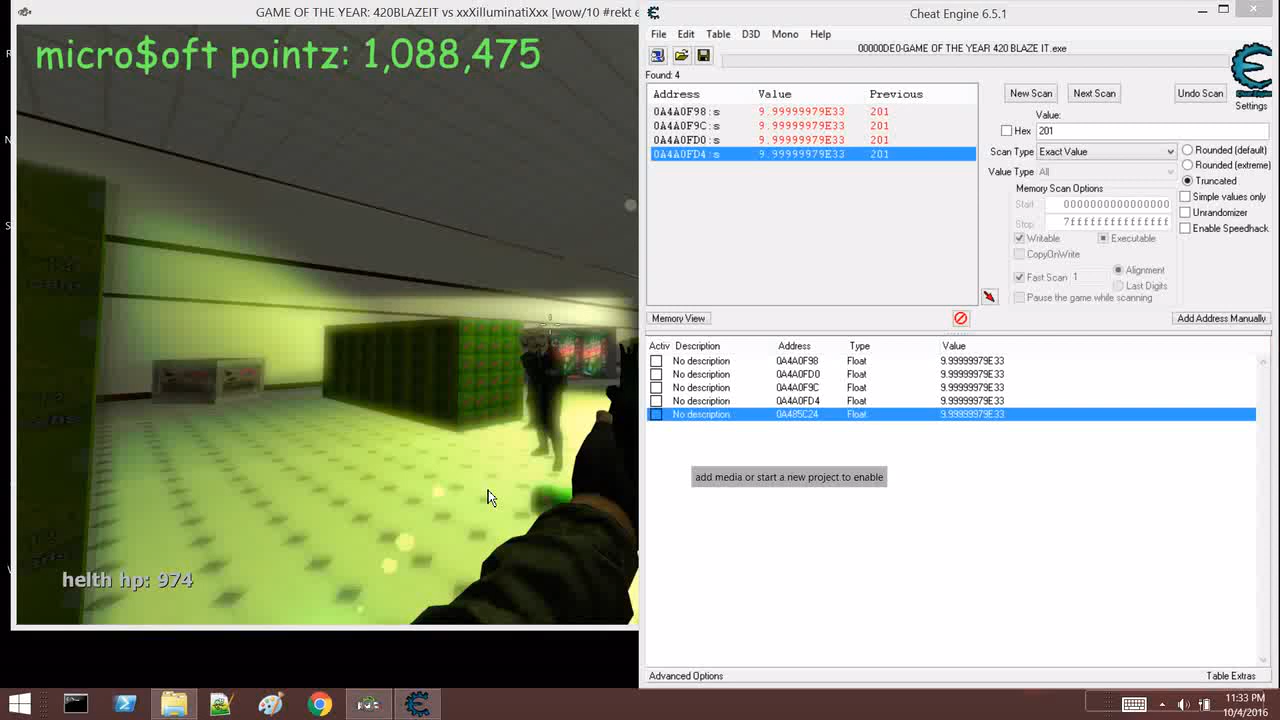 GAME OF THE YEAR: 420BLAZEIT vs xxXilluminatiXxx [wow/10 #rekt e
micro$oft pointz: 1,088,475
helth hp: 974
Cheat Engine 6.5.1
File Edit Table D3D Mono Help
00000DE0-GAME OF THE YEAR 420 BLAZE IT.exe
Found: 4
Address Value Previous
0A4A0F98:s 9.99999979E33 201
0A4A0F9C:s 9.99999979E33 201
0A4A0FD0:s 9.99999979E33 201
0A4A0FD4:s 9.99999979E33 201
New Scan Next Scan Undo Scan
Settings
Value:
Hex 201
Scan Type Exact Value
Value Type All
Rounded (default)
Rounded (extreme)
Truncated
Simple values only
Unrandomizer
Enable Speedhack
Memory Scan Options
Start 0000000000000000
Stop 7fffffffffffffff
Writable Executable
CopyOnWrite
Fast Scan 1 Alignment
Last Digits
Pause the game while scanning
Memory View Add Address Manually
Activ Description Address Type Value
No description 0A4A0F98 Float 9.99999979E33
No description 0A4A0FD0 Float 9.99999979E33
No description 0A4A0F9C Float 9.99999979E33
No description 0A4A0FD4 Float 9.99999979E33
No description 0A485C24 Float 9.99999979E33
add media or start a new project to enable
Advanced Options Table Extras
11:33 PM
10/4/2016